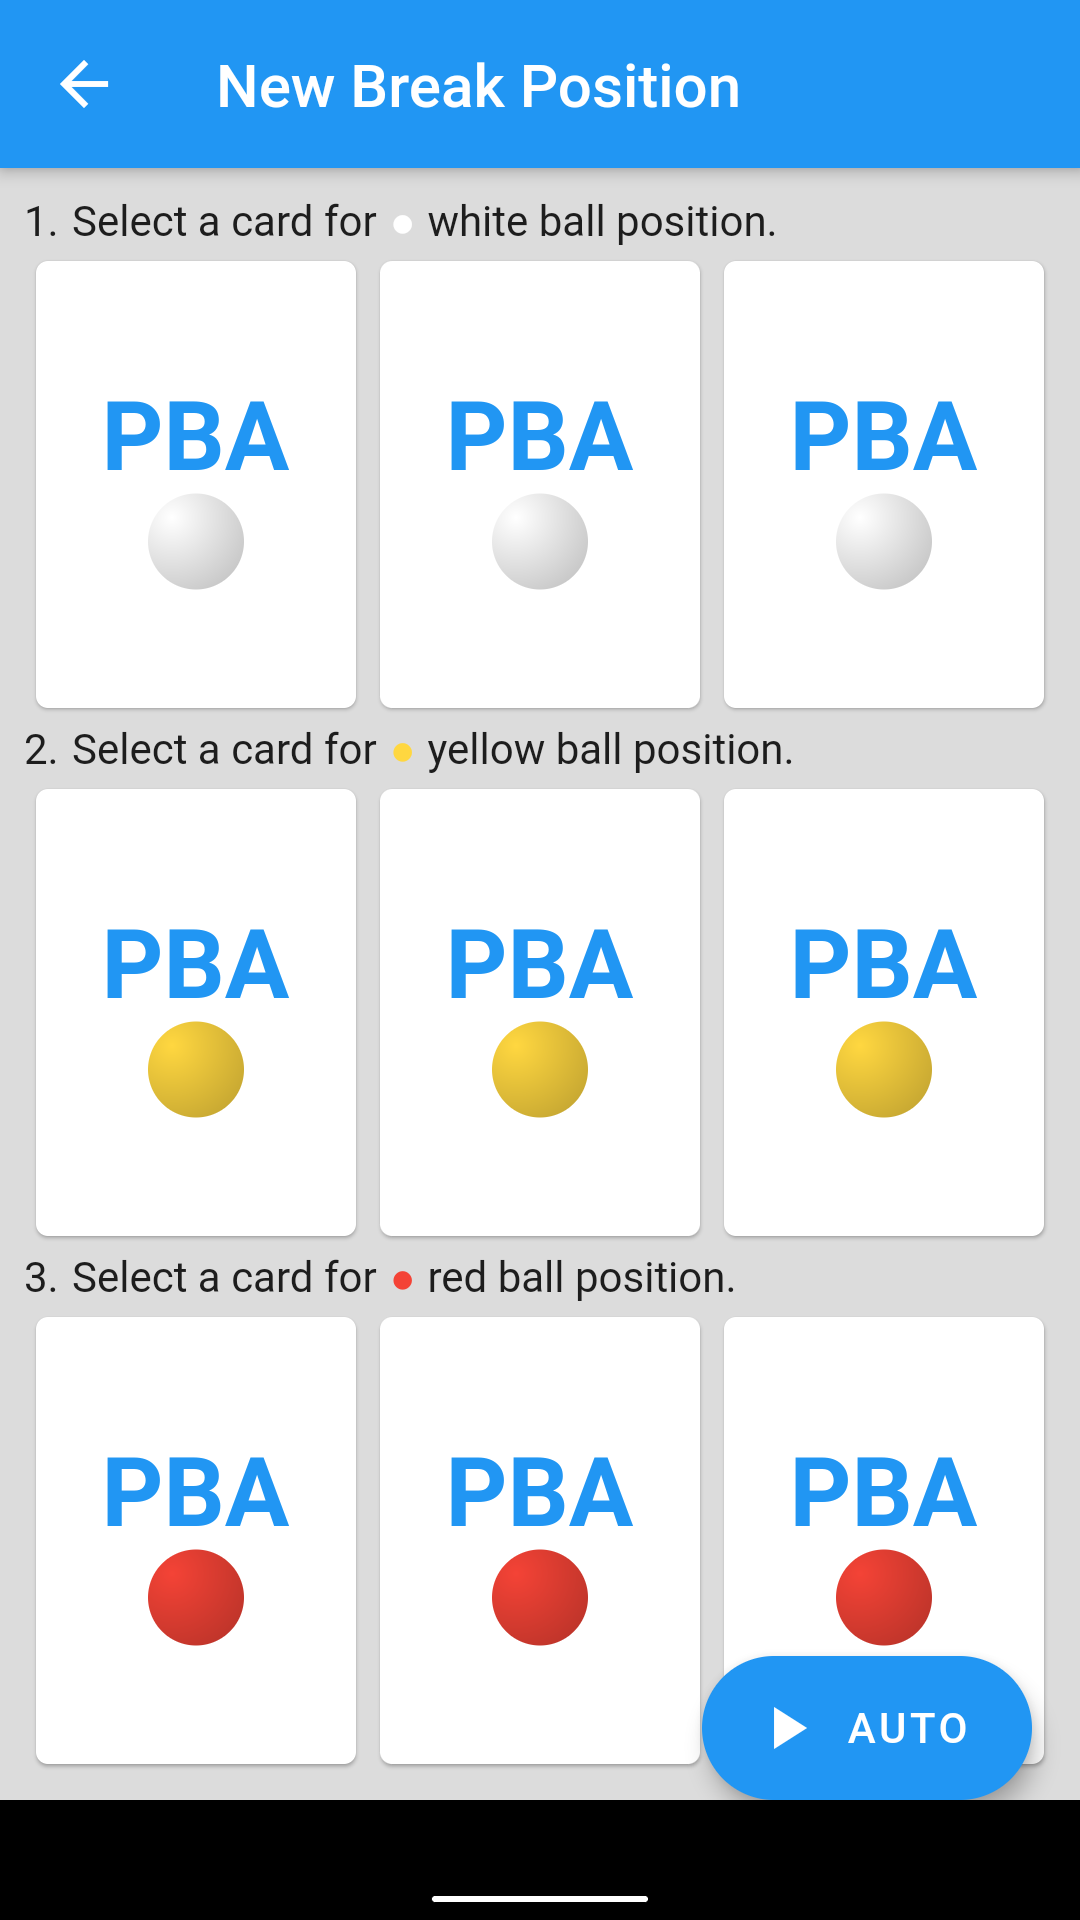 New Break Position
1. Select a card for white ball position.
PBA PBA PBA
2. Select a card for yellow ball position.
PBA PBA PBA
3. Select a card for red ball position.
PBA PBA PBA
AUTO